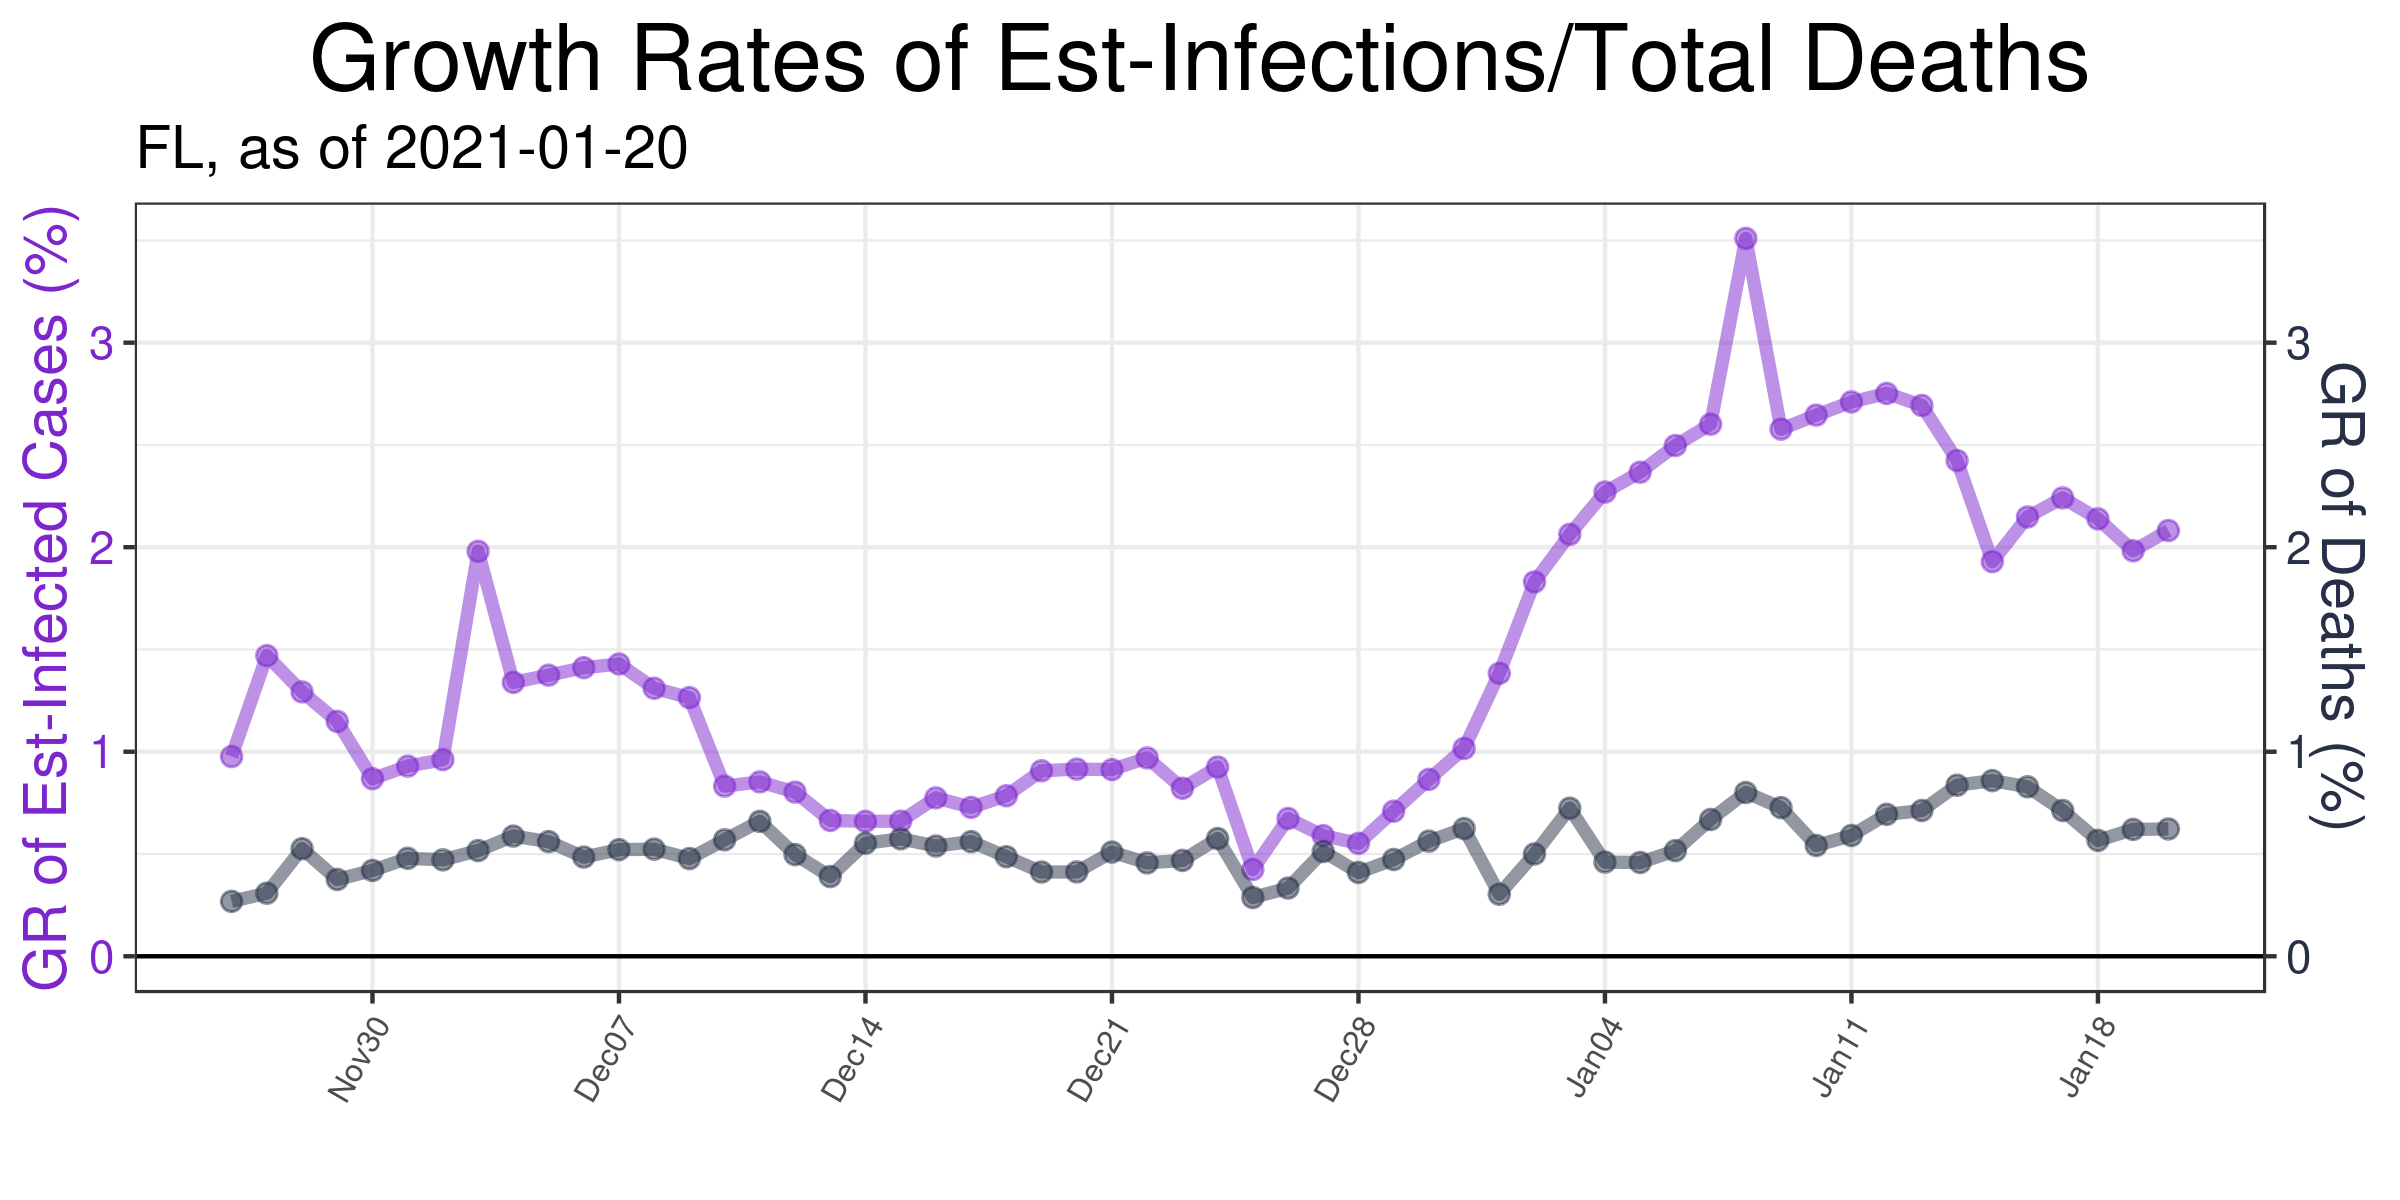 Growth Rates of Est-Infections/Total Deaths
FL, as of 2021-01-20
GR of Est-Infected Cases (%)
3
2
1
0
3
2
1
0
GR of Deaths (%)
Nov30
Dec07
Dec14
Dec21
Dec28
Jan04
Jan11
Jan18